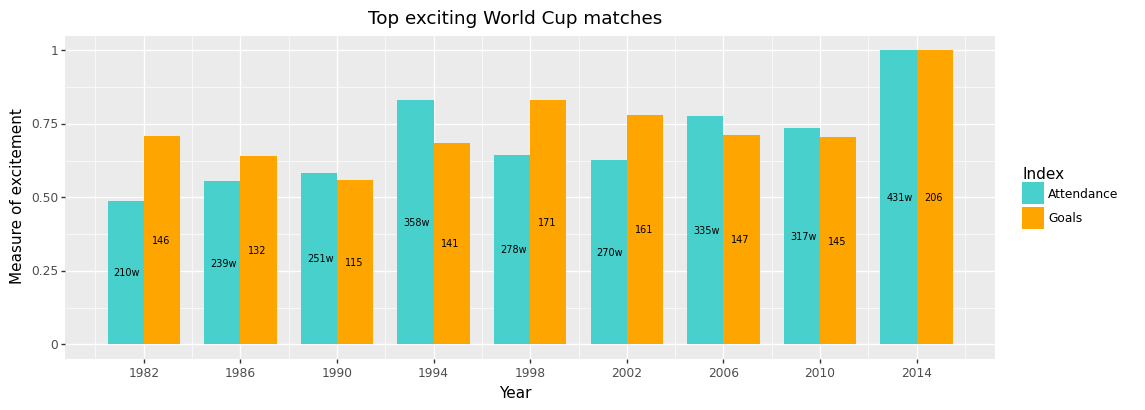 Top exciting World Cup matches
Measure of excitement
1
0.75
0.50
0.25
0
210w 146 239w 132 251w 115 358w 141 278w 171 270w 161 335w 147 317w 145 431w 206
1982 1986 1990 1994 1998 2002 2006 2010 2014
Year
Index
Attendance
Goals